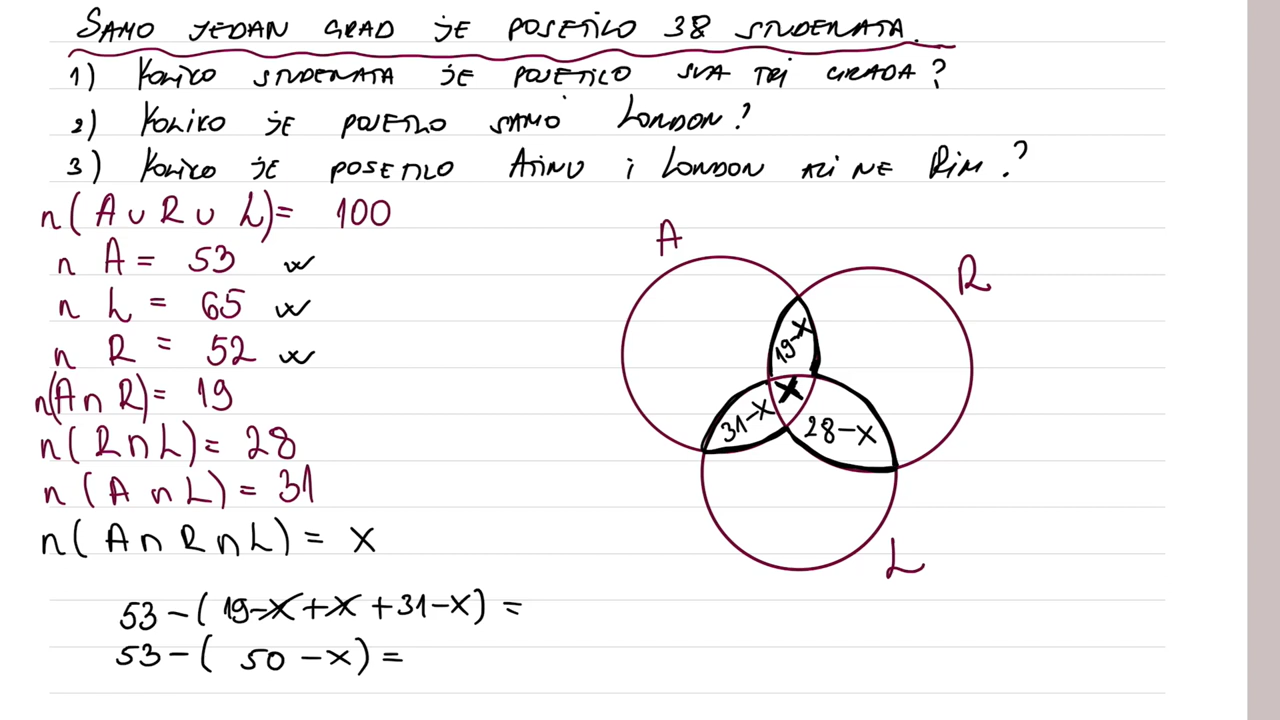 SAMO JEDAN GRAD JE POSETILO 38 STUDENATA.
1) KOLIKO STUDENATA JE POSETILO SVA TRI GRADA?
2) KOLIKO JE POSETILO SAMO LONDON?
3) KOLIKO JE POSETILO ATINU I LONDON ALI NE RIM?
n(A∪R∪L)= 100
n A = 53
n L = 65
n R = 52
n(A∩R)= 19
n(R∩L)= 28
n(A∩L)= 31
n(A∩R∩L)= X
53-(19-X+X+31-X)=
53-(50-X)=
A
R
19-X
X
31-X
28-X
L